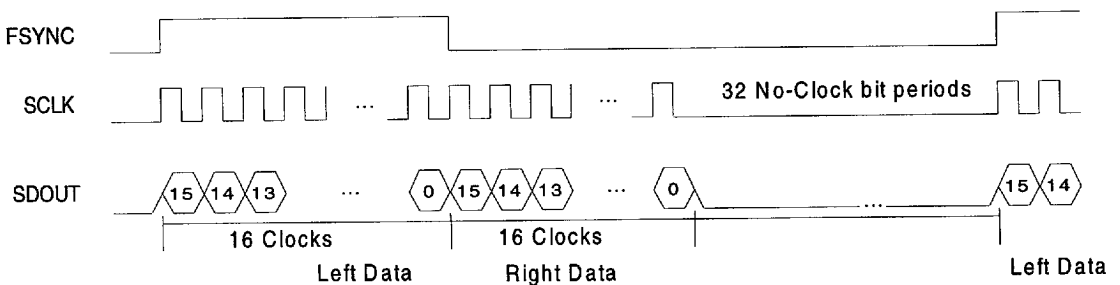 FSYNC
SCLK ... ... 32 No-Clock bit periods
SDOUT 15 14 13 ... 0 15 14 13 ... 0 ... 15 14
16 Clocks 16 Clocks
Left Data Right Data Left Data